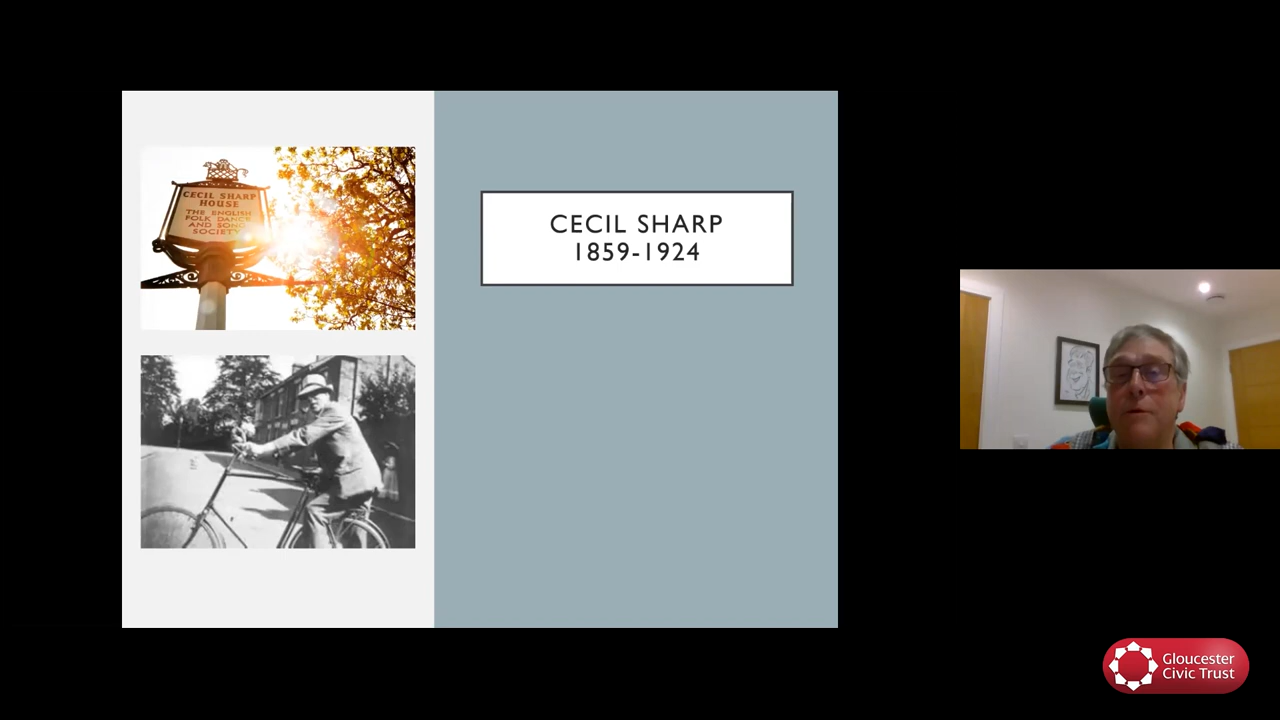 CECIL SHARP
HOUSE
THE ENGLISH
FOLK DANCE
AND SONG
SOCIETY
CECIL SHARP
1859-1924
Gloucester
Civic Trust